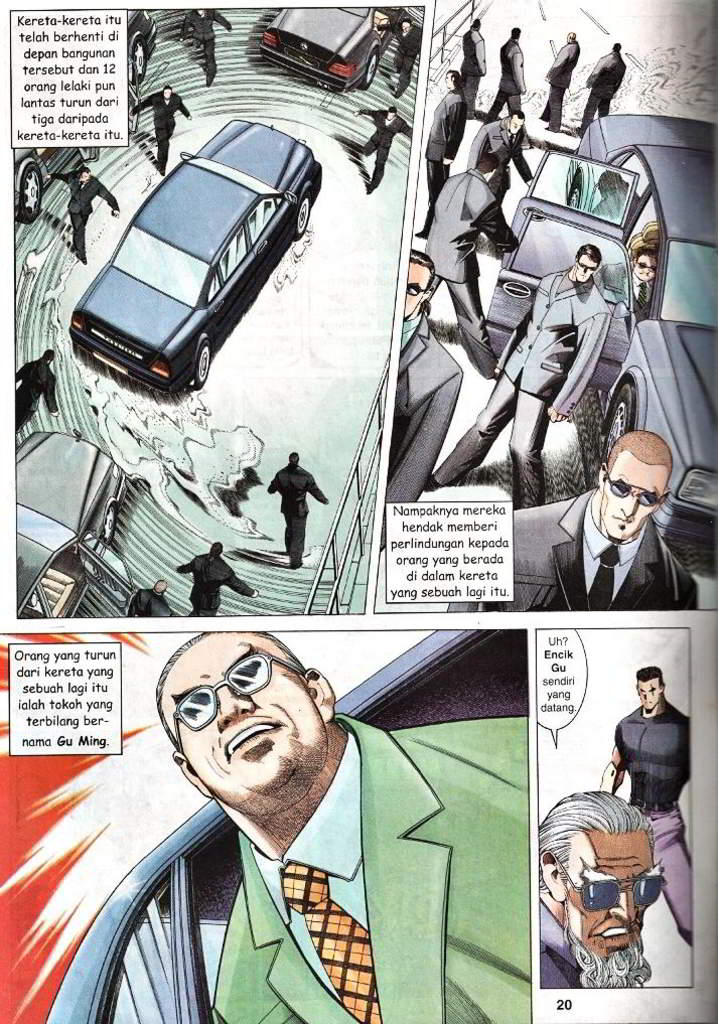 Kereta-kereta itu
telah berhenti di
depan bangunan
tersebut dan 12
orang lelaki pun
lantas turun dari
tiga daripada
kereta-kereta itu.
Nampaknya mereka
hendak memberi
perlindungan kepada
orang yang berada
di dalam kereta
yang sebuah lagi itu.
Orang yang turun
dari kereta yang
sebuah lagi itu
ialah tokoh yang
terbilang ber-
nama Gu Ming.
Uh?
Encik
Gu
sendiri
yang
datang.
20